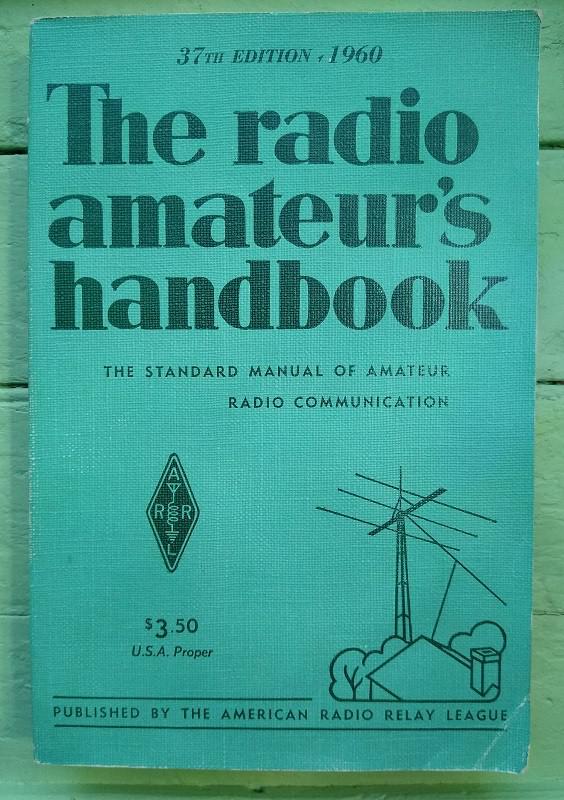 37TH EDITION · 1960
The radio
amateur's
handbook
THE STANDARD MANUAL OF AMATEUR
RADIO COMMUNICATION
A
R R
L
$3.50
U.S.A. Proper
PUBLISHED BY THE AMERICAN RADIO RELAY LEAGUE